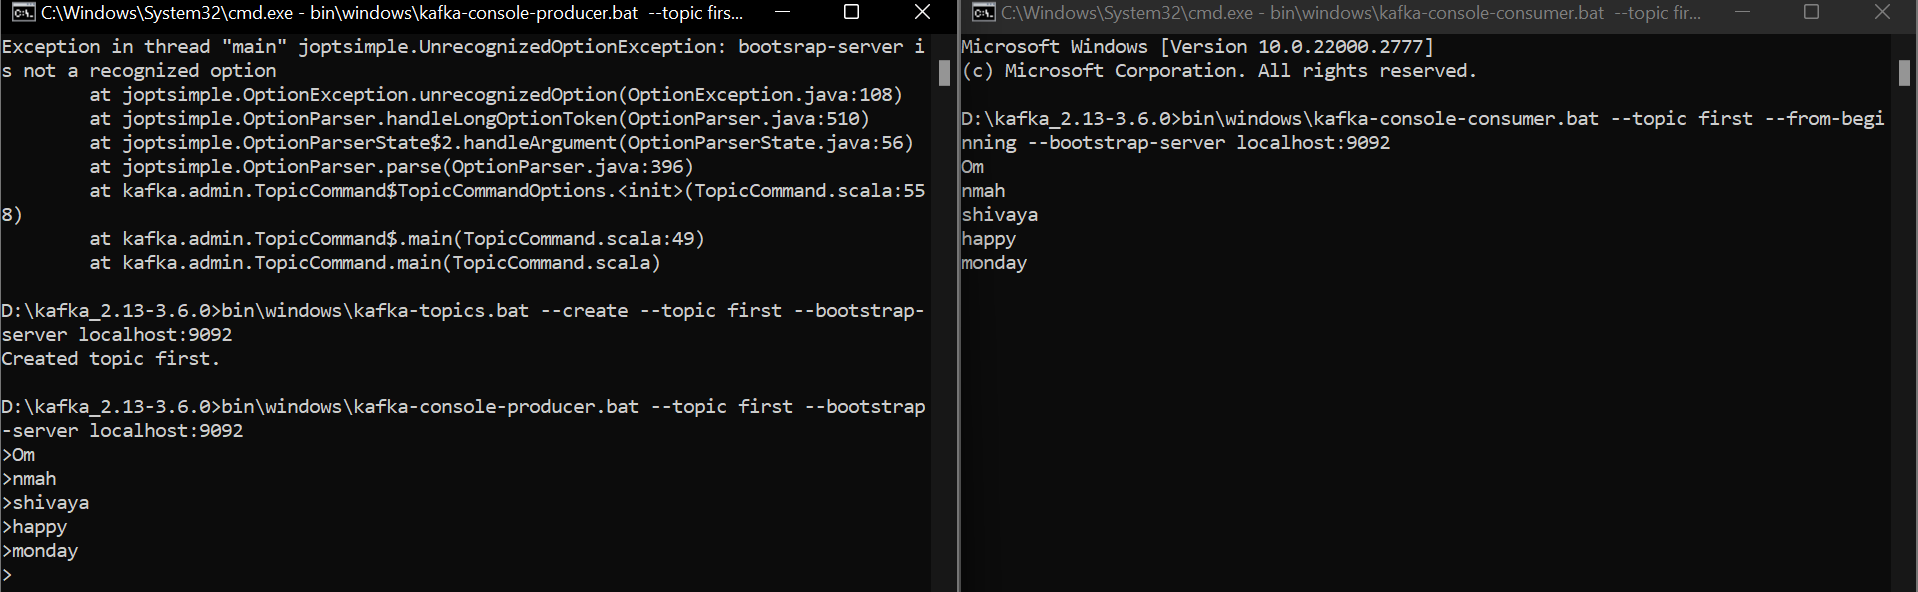 C:\Windows\System32\cmd.exe - bin\windows\kafka-console-producer.bat --topic firs...
Exception in thread "main" joptsimple.UnrecognizedOptionException: bootsrap-server i
s not a recognized option
        at joptsimple.OptionException.unrecognizedOption(OptionException.java:108)
        at joptsimple.OptionParser.handleLongOptionToken(OptionParser.java:510)
        at joptsimple.OptionParserState$2.handleArgument(OptionParserState.java:56)
        at joptsimple.OptionParser.parse(OptionParser.java:396)
        at kafka.admin.TopicCommand$TopicCommandOptions.<init>(TopicCommand.scala:55
8)
        at kafka.admin.TopicCommand$.main(TopicCommand.scala:49)
        at kafka.admin.TopicCommand.main(TopicCommand.scala)

D:\kafka_2.13-3.6.0>bin\windows\kafka-topics.bat --create --topic first --bootstrap-
server localhost:9092
Created topic first.

D:\kafka_2.13-3.6.0>bin\windows\kafka-console-producer.bat --topic first --bootstrap
-server localhost:9092
>Om
>nmah
>shivaya
>happy
>monday
>
C:\Windows\System32\cmd.exe - bin\windows\kafka-console-consumer.bat --topic fir...
Microsoft Windows [Version 10.0.22000.2777]
(c) Microsoft Corporation. All rights reserved.

D:\kafka_2.13-3.6.0>bin\windows\kafka-console-consumer.bat --topic first --from-begi
nning --bootstrap-server localhost:9092
Om
nmah
shivaya
happy
monday